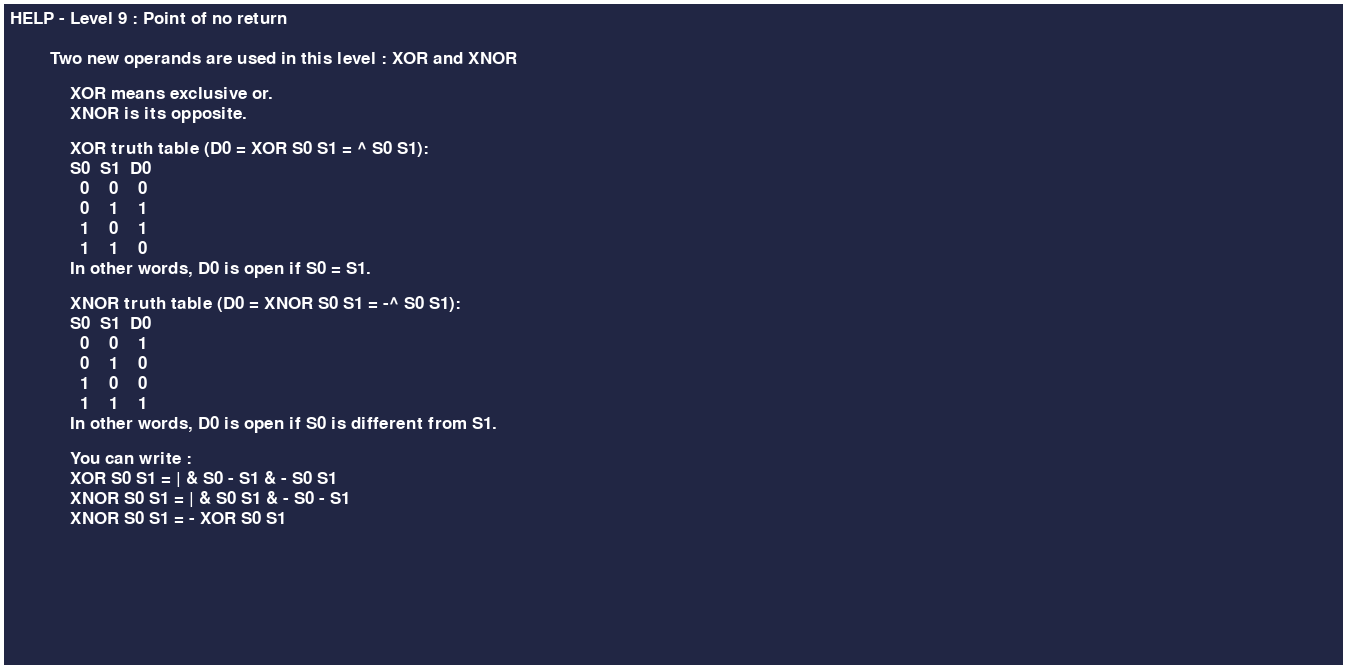 HELP - Level 9 : Point of no return
Two new operands are used in this level : XOR and XNOR
XOR means exclusive or.
XNOR is its opposite.
XOR truth table (D0 = XOR S0 S1 = ^ S0 S1):
S0 S1 D0
0 0 0
0 1 1
1 0 1
1 1 0
In other words, D0 is open if S0 = S1.
XNOR truth table (D0 = XNOR S0 S1 = -^ S0 S1):
S0 S1 D0
0 0 1
0 1 0
1 0 0
1 1 1
In other words, D0 is open if S0 is different from S1.
You can write :
XOR S0 S1 = | & S0 - S1 & - S0 S1
XNOR S0 S1 = | & S0 S1 & - S0 - S1
XNOR S0 S1 = - XOR S0 S1